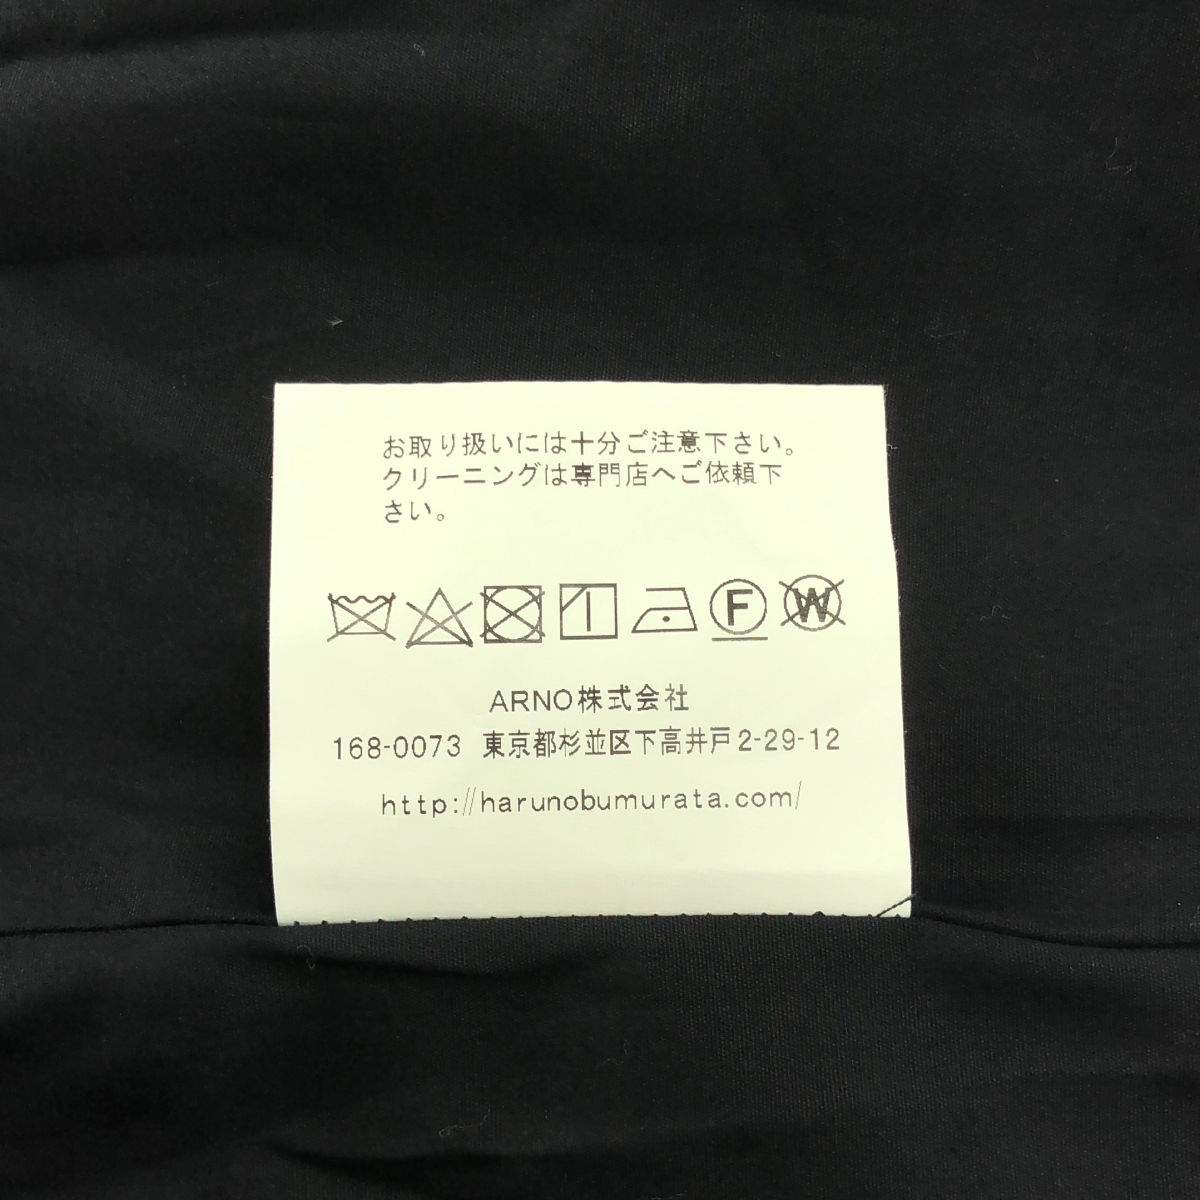 お取り扱いには十分ご注意下さい。
クリーニングは専門店へご依頼下
さい。
F W
ARNO株式会社
168-0073 東京都杉並区下高井戸2-29-12
http://harunobumurata.com/